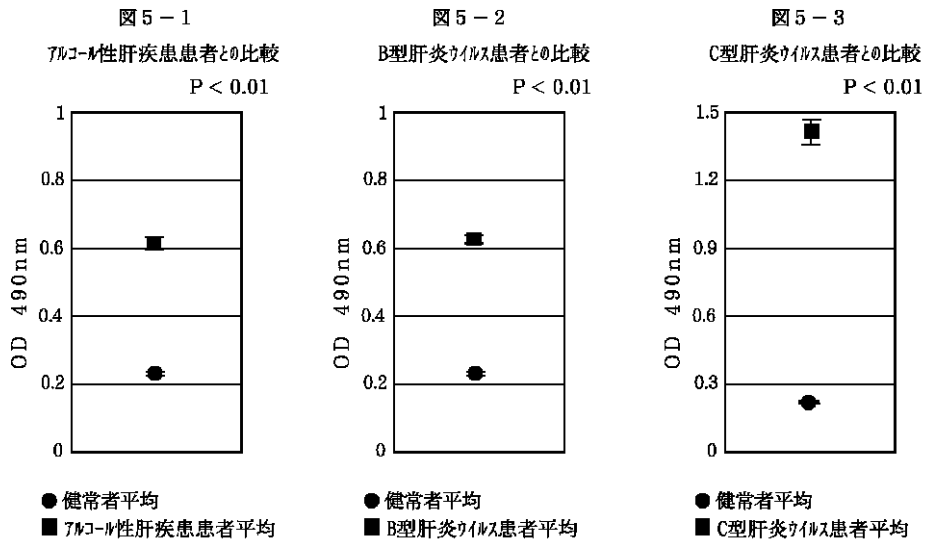 図5-1
ｱﾙｺｰﾙ性肝疾患患者との比較
P < 0.01
1
0.8
0.6
0.4
0.2
0
OD 490nm
● 健常者平均
■ ｱﾙｺｰﾙ性肝疾患患者平均
図5-2
B型肝炎ｳｲﾙｽ患者との比較
P < 0.01
1
0.8
0.6
0.4
0.2
0
OD 490nm
● 健常者平均
■ B型肝炎ｳｲﾙｽ患者平均
図5-3
C型肝炎ｳｲﾙｽ患者との比較
P < 0.01
1.5
1.2
0.9
0.6
0.3
0
OD 490nm
● 健常者平均
■ C型肝炎ｳｲﾙｽ患者平均